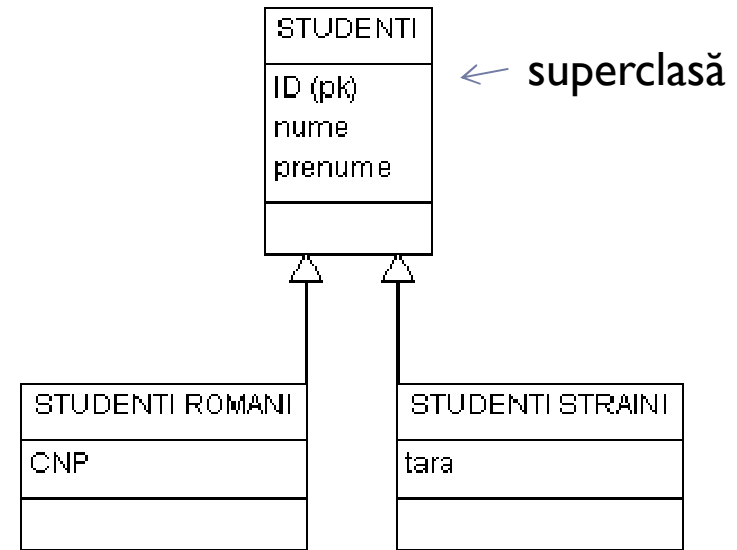 STUDENTI
superclasă
ID (pk)
nume
prenume
STUDENTI ROMANI
CNP
STUDENTI STRAINI
tara